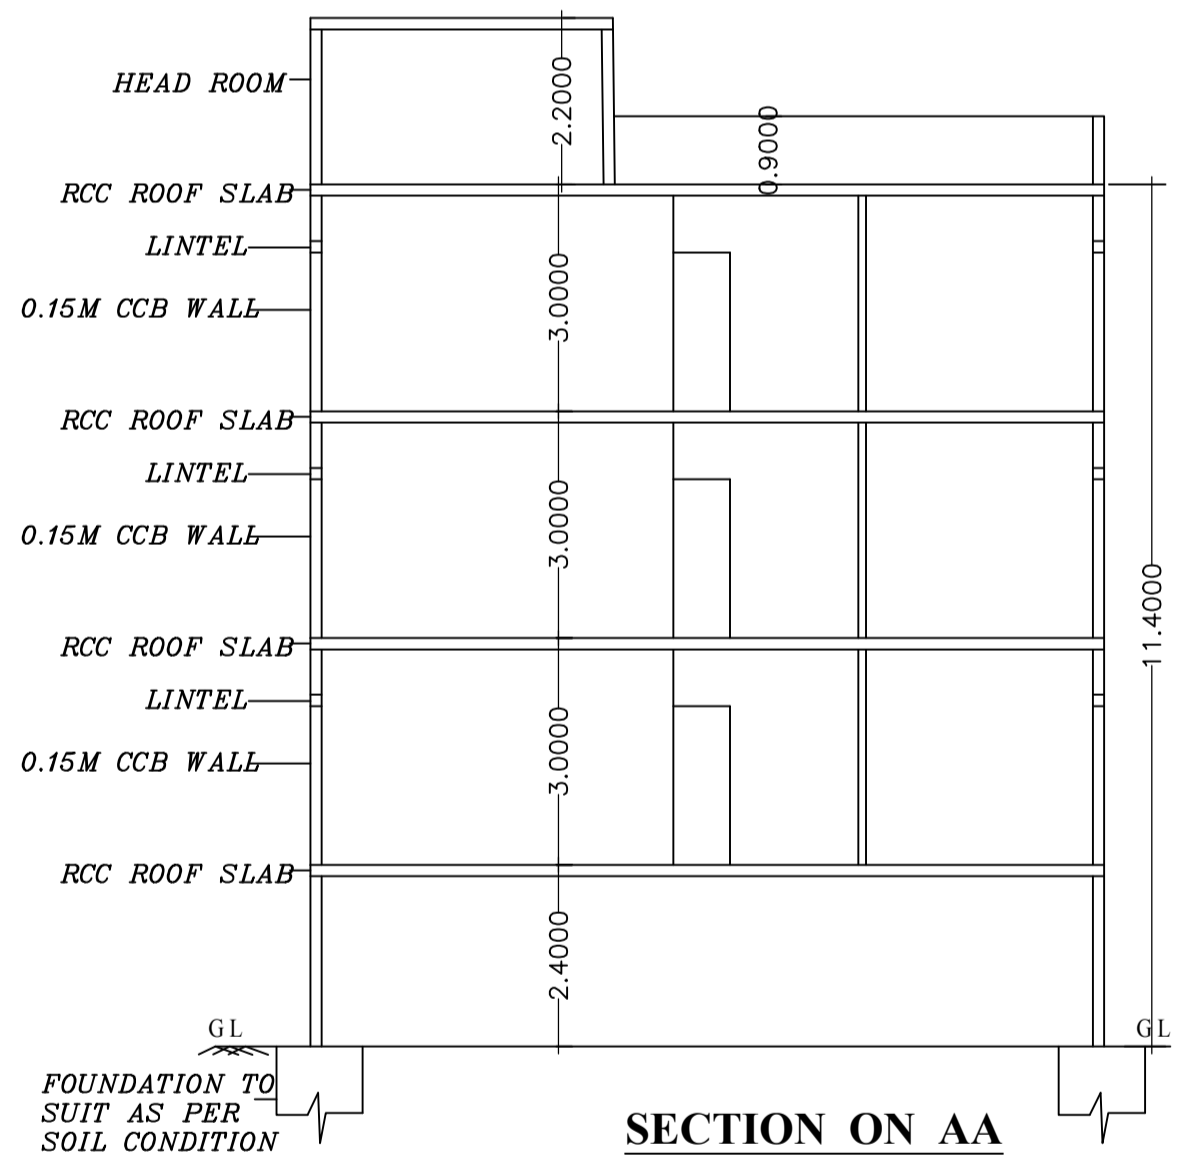 HEAD ROOM
2.2000
0.9000
RCC ROOF SLAB
LINTEL
3.0000
0.15M CCB WALL
RCC ROOF SLAB
LINTEL
3.0000
0.15M CCB WALL
11.4000
RCC ROOF SLAB
LINTEL
3.0000
0.15M CCB WALL
RCC ROOF SLAB
2.4000
GL
GL
FOUNDATION TO
SUIT AS PER
SOIL CONDITION
SECTION ON AA